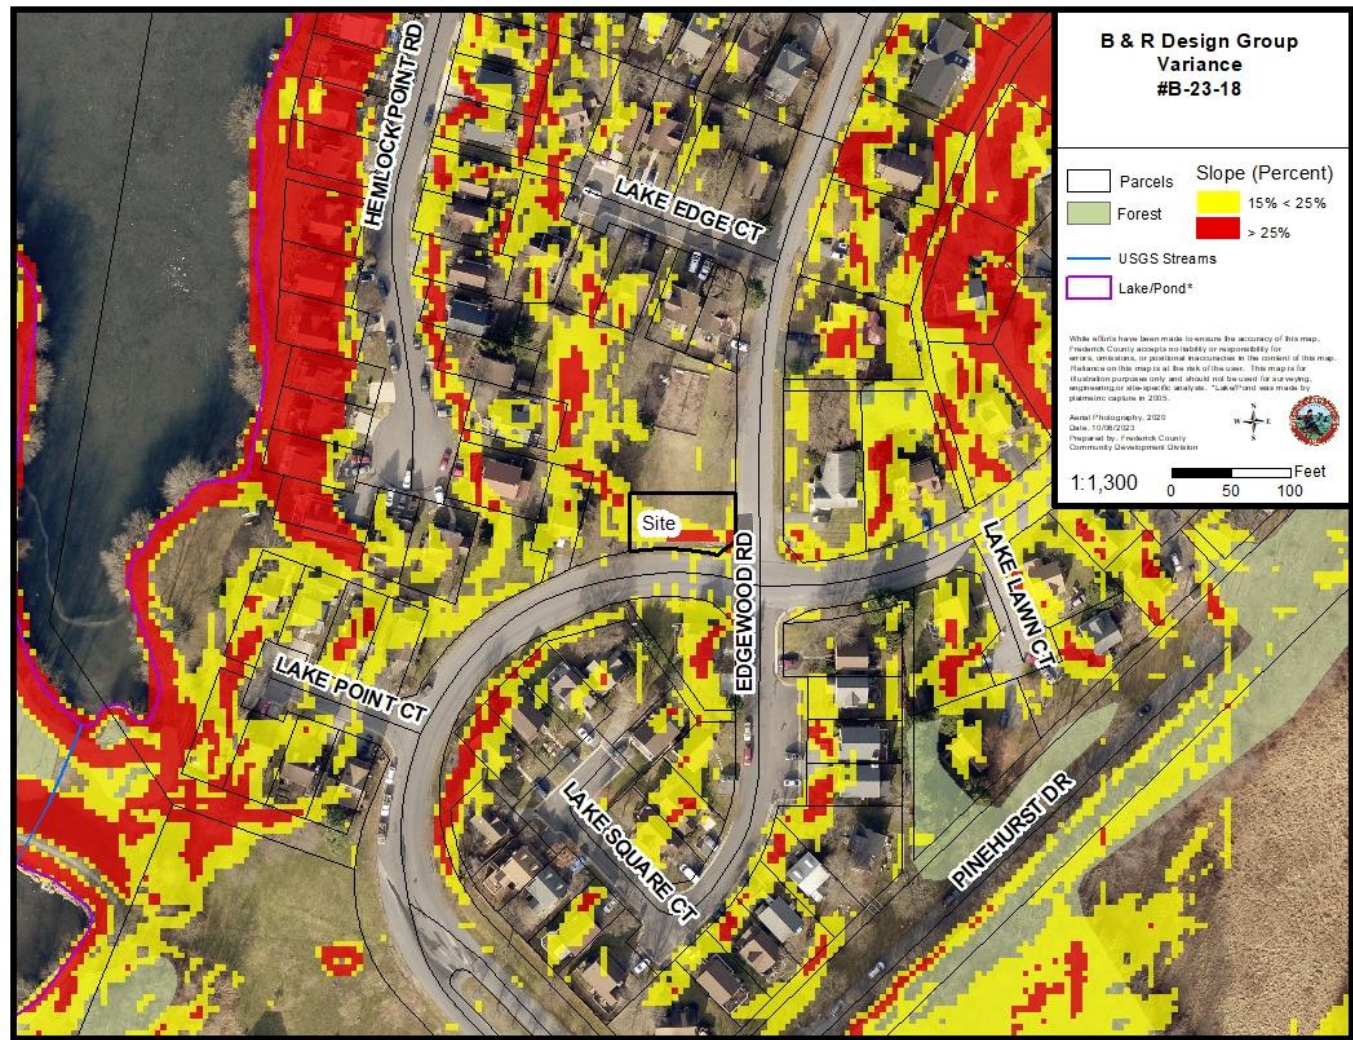 B & R Design Group
Variance
#B-23-18
Parcels
Forest
USGS Streams
Lake/Pond*
Slope (Percent)
15% < 25%
> 25%
While efforts have been made to ensure the accuracy of this map,
Frederick County accepts no liability or responsibility for
errors, omissions, or positional inaccuracies in the content of this map.
Reliance on this map is at the risk of the user. This map is for
illustration purposes only and should not be used for surveying,
engineering, or site-specific analysis. *Lake/Pond was made by
planimetric capture in 2005.
Aerial Photography, 2020
Date: 10/06/2023
Prepared by: Frederick County
Community Development Division
N
W E
S
1:1,300
Feet
0 50 100
HEMLOCK POINT RD
LAKE EDGE CT
Site
EDGEWOOD RD
LAKE LAWN CT
LAKE POINT CT
LAKE SQUARE CT
PINEHURST DR